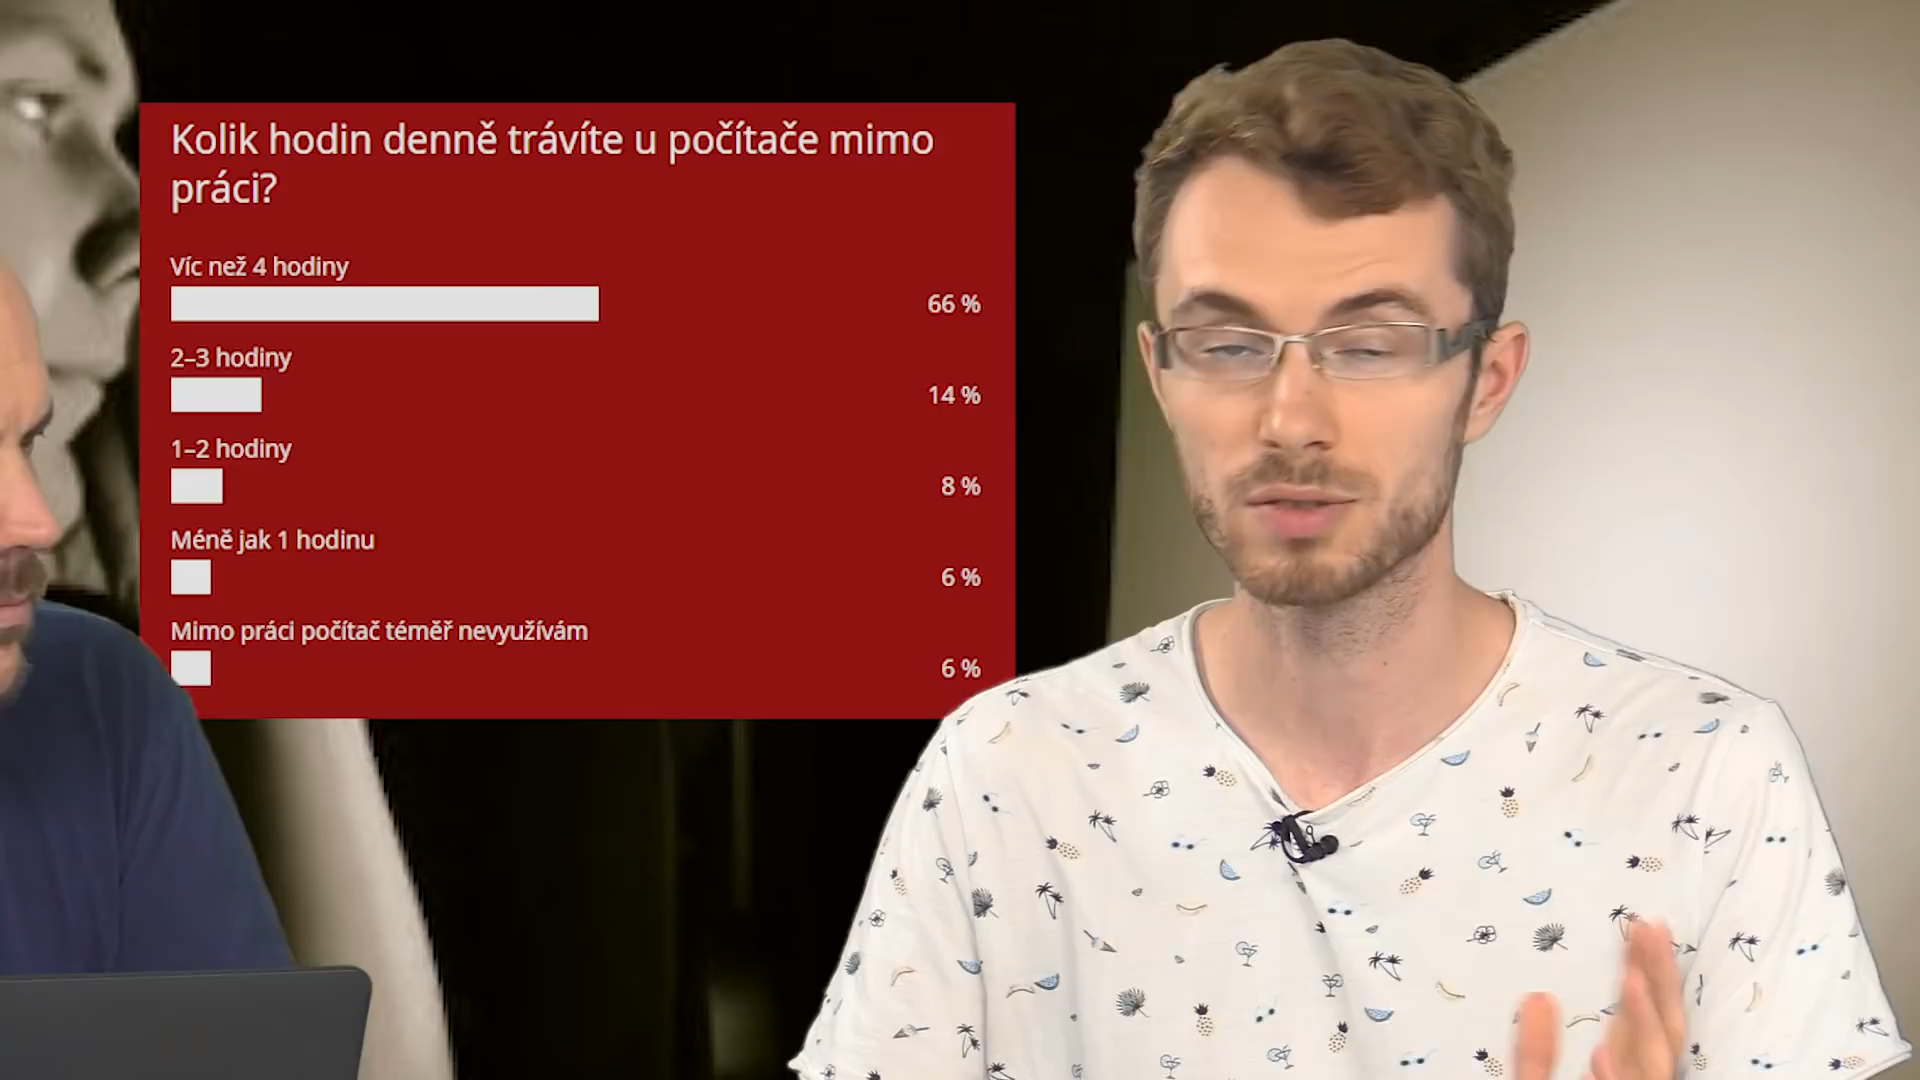 Kolik hodin denně trávíte u počítače mimo
práci?
Víc než 4 hodiny
66 %
2–3 hodiny
14 %
1–2 hodiny
8 %
Méně jak 1 hodinu
6 %
Mimo práci počítač téměř nevyužívám
6 %